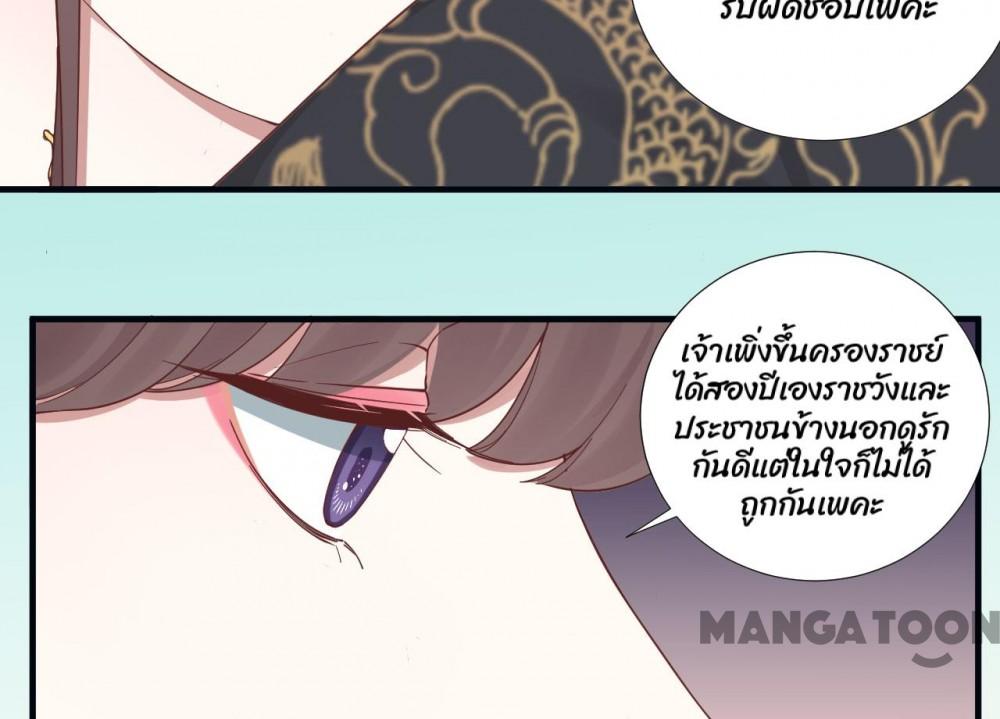 รับผิดชอบเพคะ
เจ้าเพิ่งขึ้นครองราชย์
ได้สองปีเองราชวังและ
ประชาชนข้างนอกดูรัก
กันดีแต่ในใจก็ไม่ได้
ถูกกันเพคะ
MANGATOON